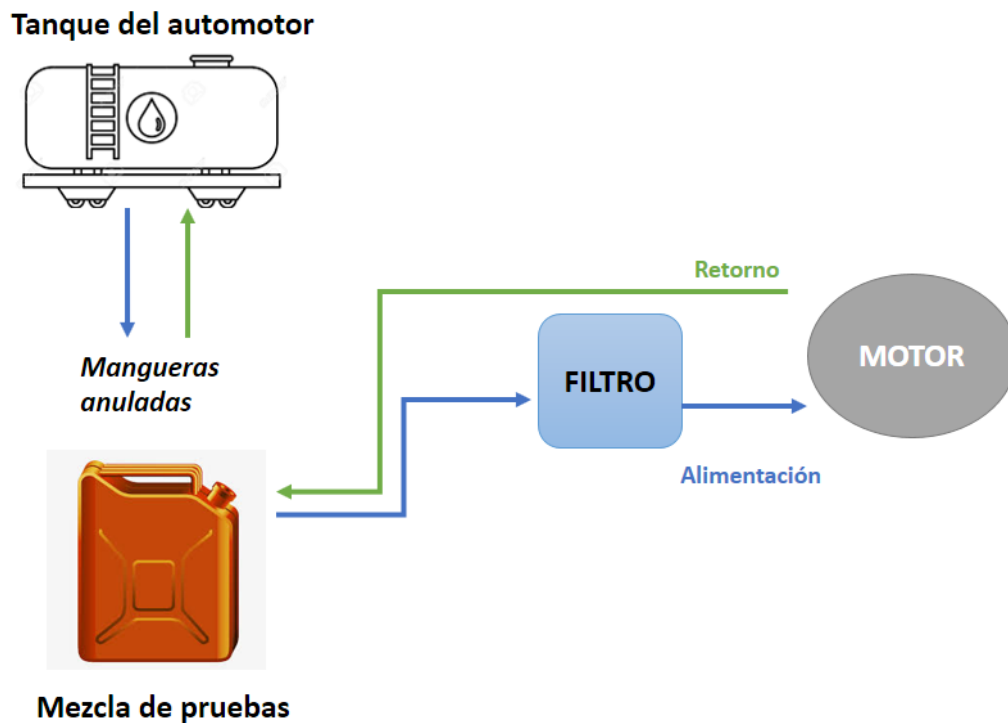 Tanque del automotor
Retorno
MOTOR
Mangueras
anuladas
FILTRO
Alimentación
Mezcla de pruebas